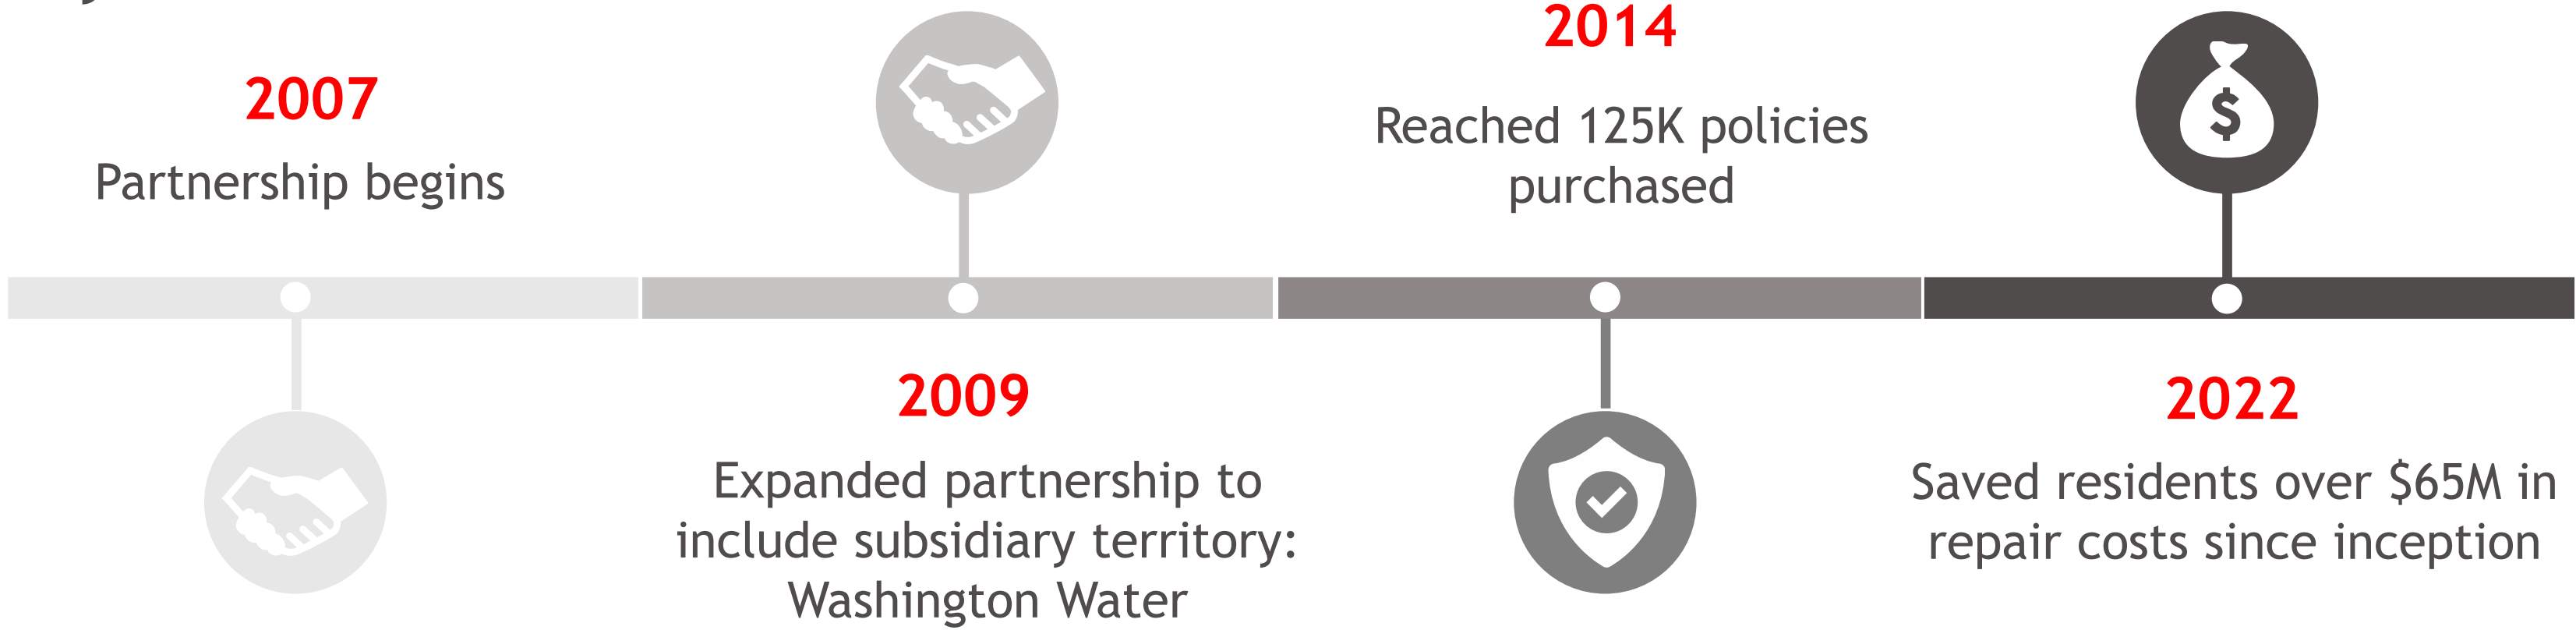 2007
Partnership begins
2009
Expanded partnership to
include subsidiary territory:
Washington Water
2014
Reached 125K policies
purchased
$
2022
Saved residents over $65M in
repair costs since inception